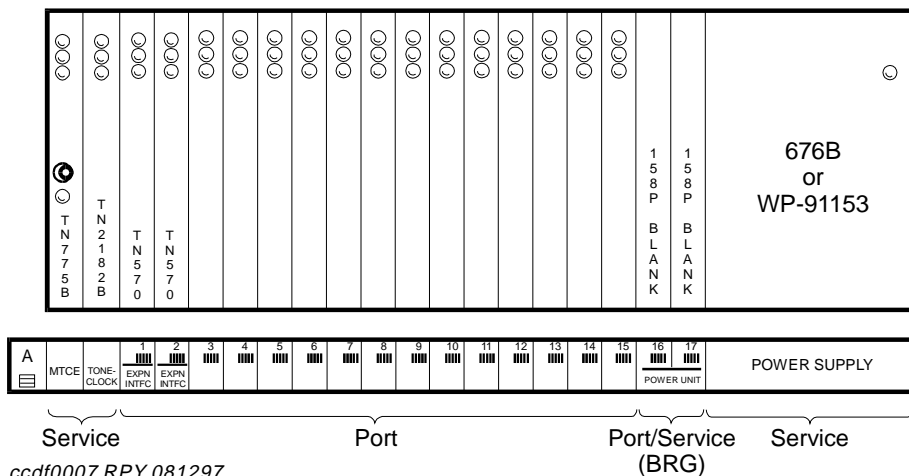 TN775B
TN2182B
TN570
TN570
158P BLANK
158P BLANK
676B
or
WP-91153
A
MTCE
TONE-
CLOCK
1
EXPN
INTFC
2
EXPN
INTFC
3
4
5
6
7
8
9
10
11
12
13
14
15
16
17
POWER UNIT
POWER SUPPLY
Service
Port
Port/Service
(BRG)
Service
ccdf0007 RPY 081297